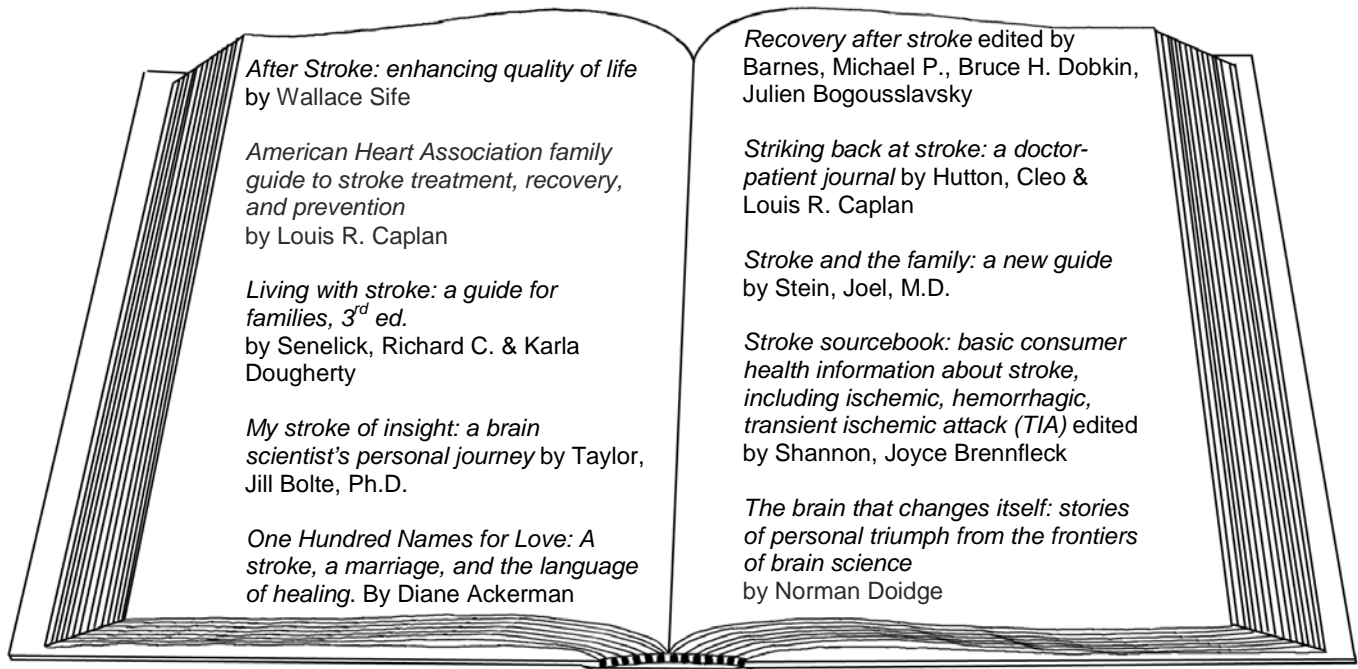 After Stroke: enhancing quality of life
by Wallace Sife
American Heart Association family
guide to stroke treatment, recovery,
and prevention
by Louis R. Caplan
Living with stroke: a guide for
families, 3rd ed.
by Senelick, Richard C. & Karla
Dougherty
My stroke of insight: a brain
scientist's personal journey by Taylor,
Jill Bolte, Ph.D.
One Hundred Names for Love: A
stroke, a marriage, and the language
of healing. By Diane Ackerman
Recovery after stroke edited by
Barnes, Michael P., Bruce H. Dobkin,
Julien Bogousslavsky
Striking back at stroke: a doctor-
patient journal by Hutton, Cleo &
Louis R. Caplan
Stroke and the family: a new guide
by Stein, Joel, M.D.
Stroke sourcebook: basic consumer
health information about stroke,
including ischemic, hemorrhagic,
transient ischemic attack (TIA) edited
by Shannon, Joyce Brennfleck
The brain that changes itself: stories
of personal triumph from the frontiers
of brain science
by Norman Doidge